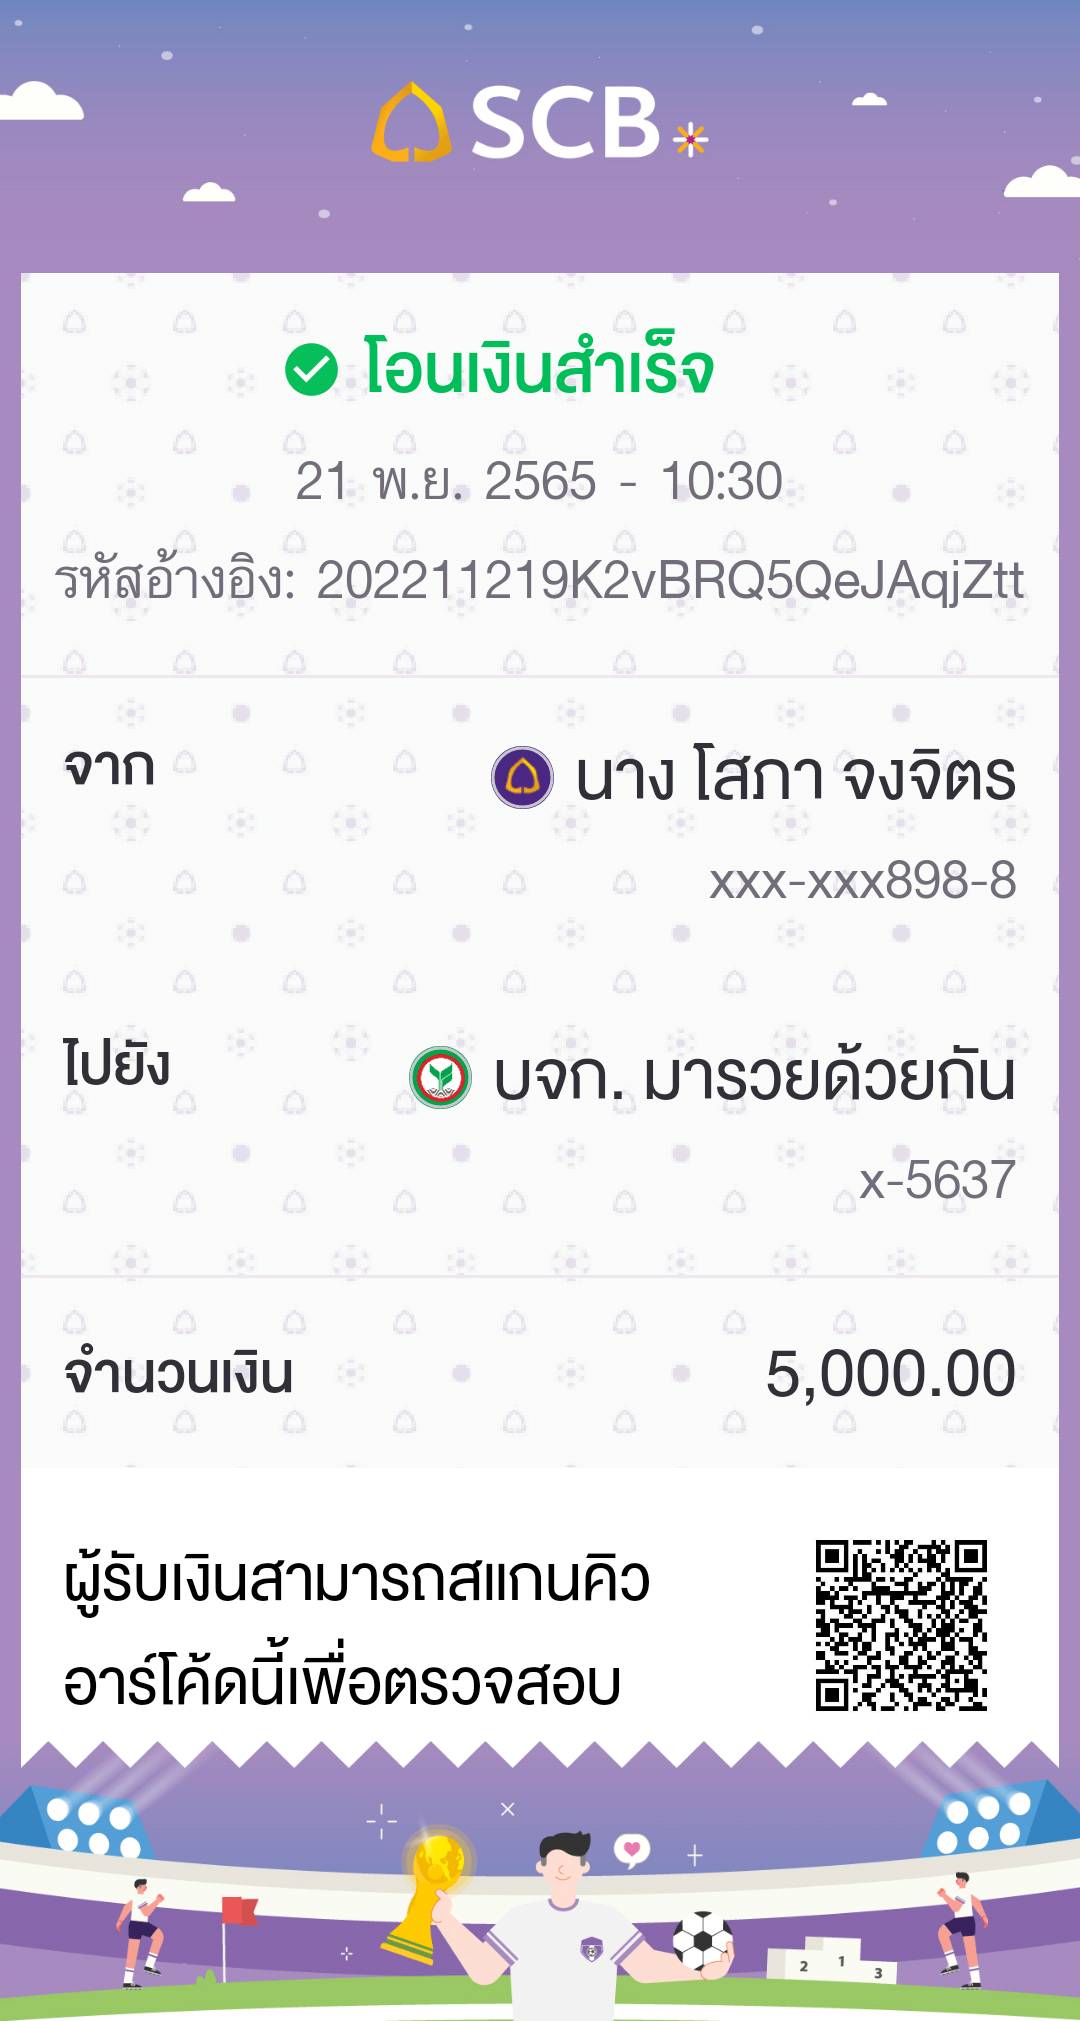 SCB
โอนเงินสำเร็จ
21 พ.ย. 2565 - 10:30
รหัสอ้างอิง: 202211219K2vBRQ5QeJAqjZtt
จาก นาง โสภา จงจิตร
xxx-xxx898-8
ไปยัง บจก. มารวยด้วยกัน
x-5637
จำนวนเงิน 5,000.00
ผู้รับเงินสามารถสแกนคิว
อาร์โค้ดนี้เพื่อตรวจสอบ
2 1 3